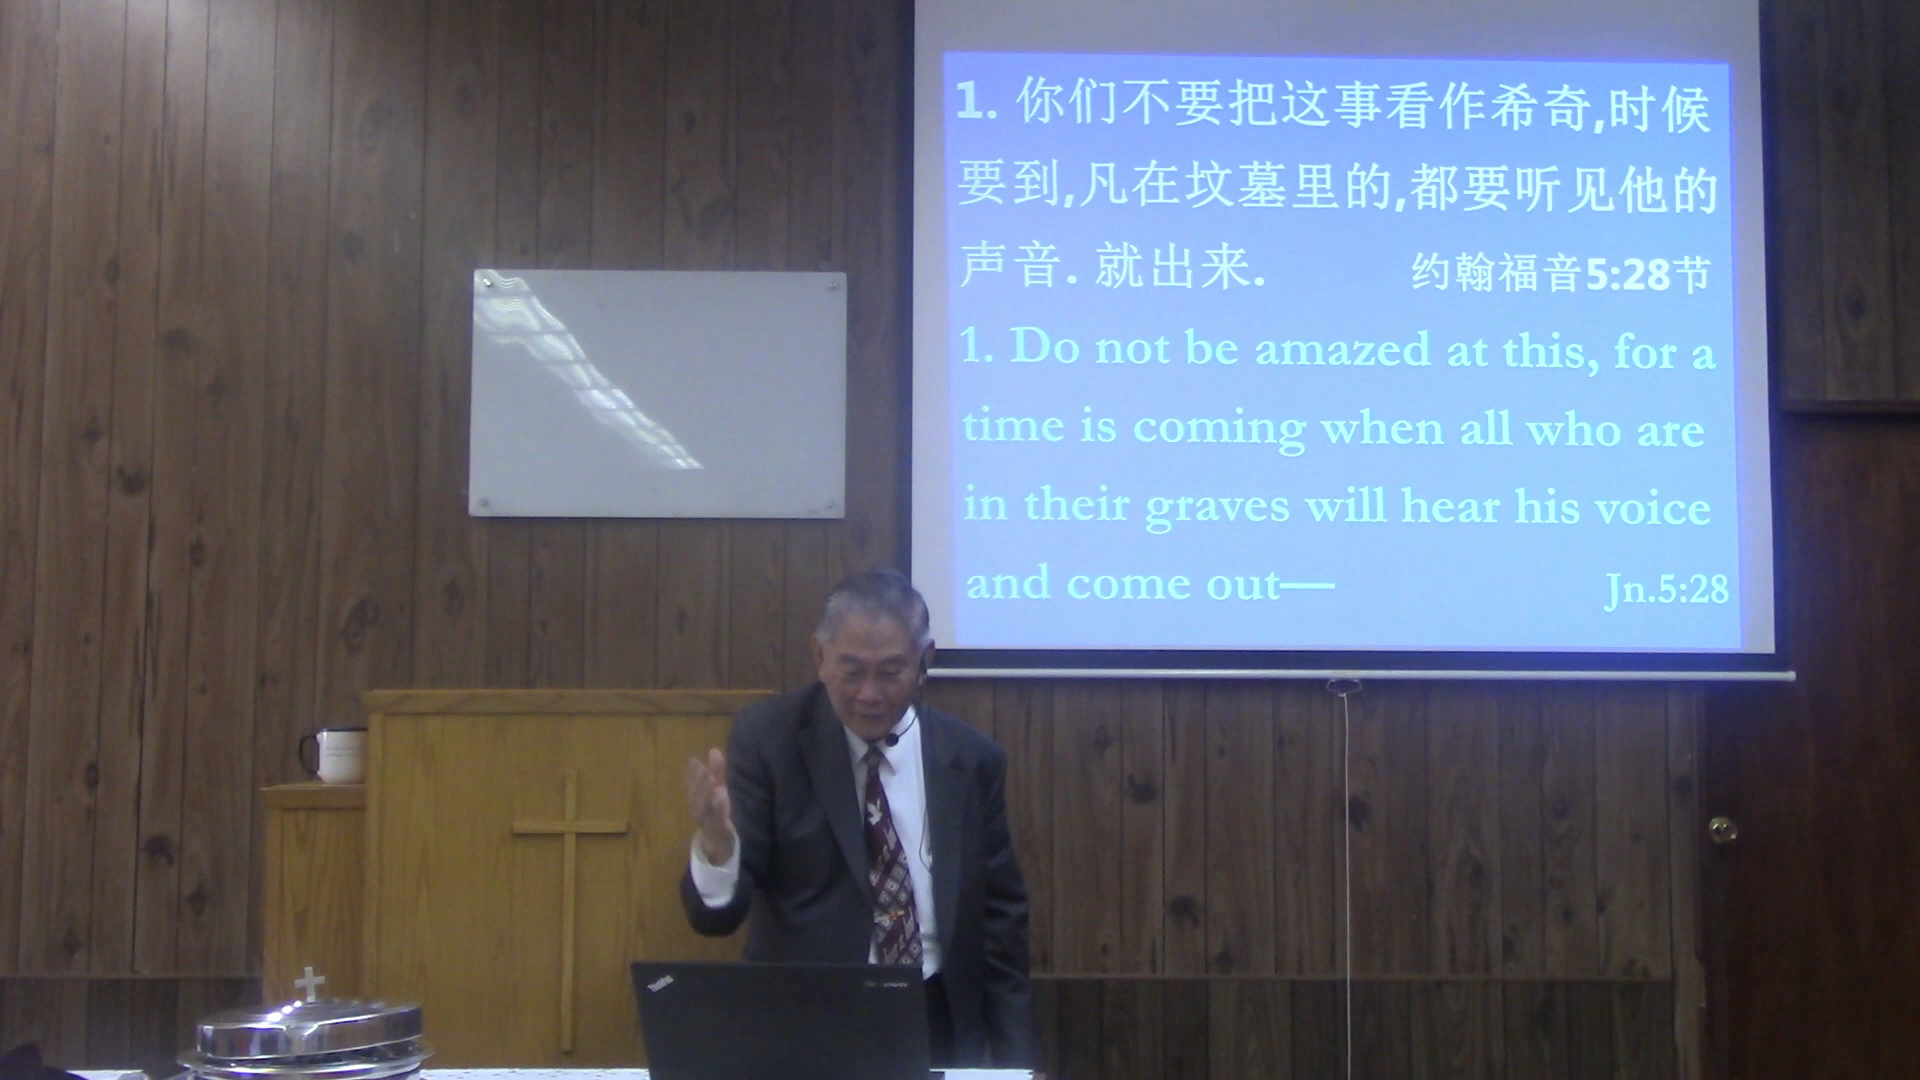 1. 你们不要把这事看作希奇,时候
要到,凡在坟墓里的,都要听见他的
声音. 就出来. 约翰福音5:28节
1. Do not be amazed at this, for a
time is coming when all who are
in their graves will hear his voice
and come out— Jn.5:28
ThinkPad